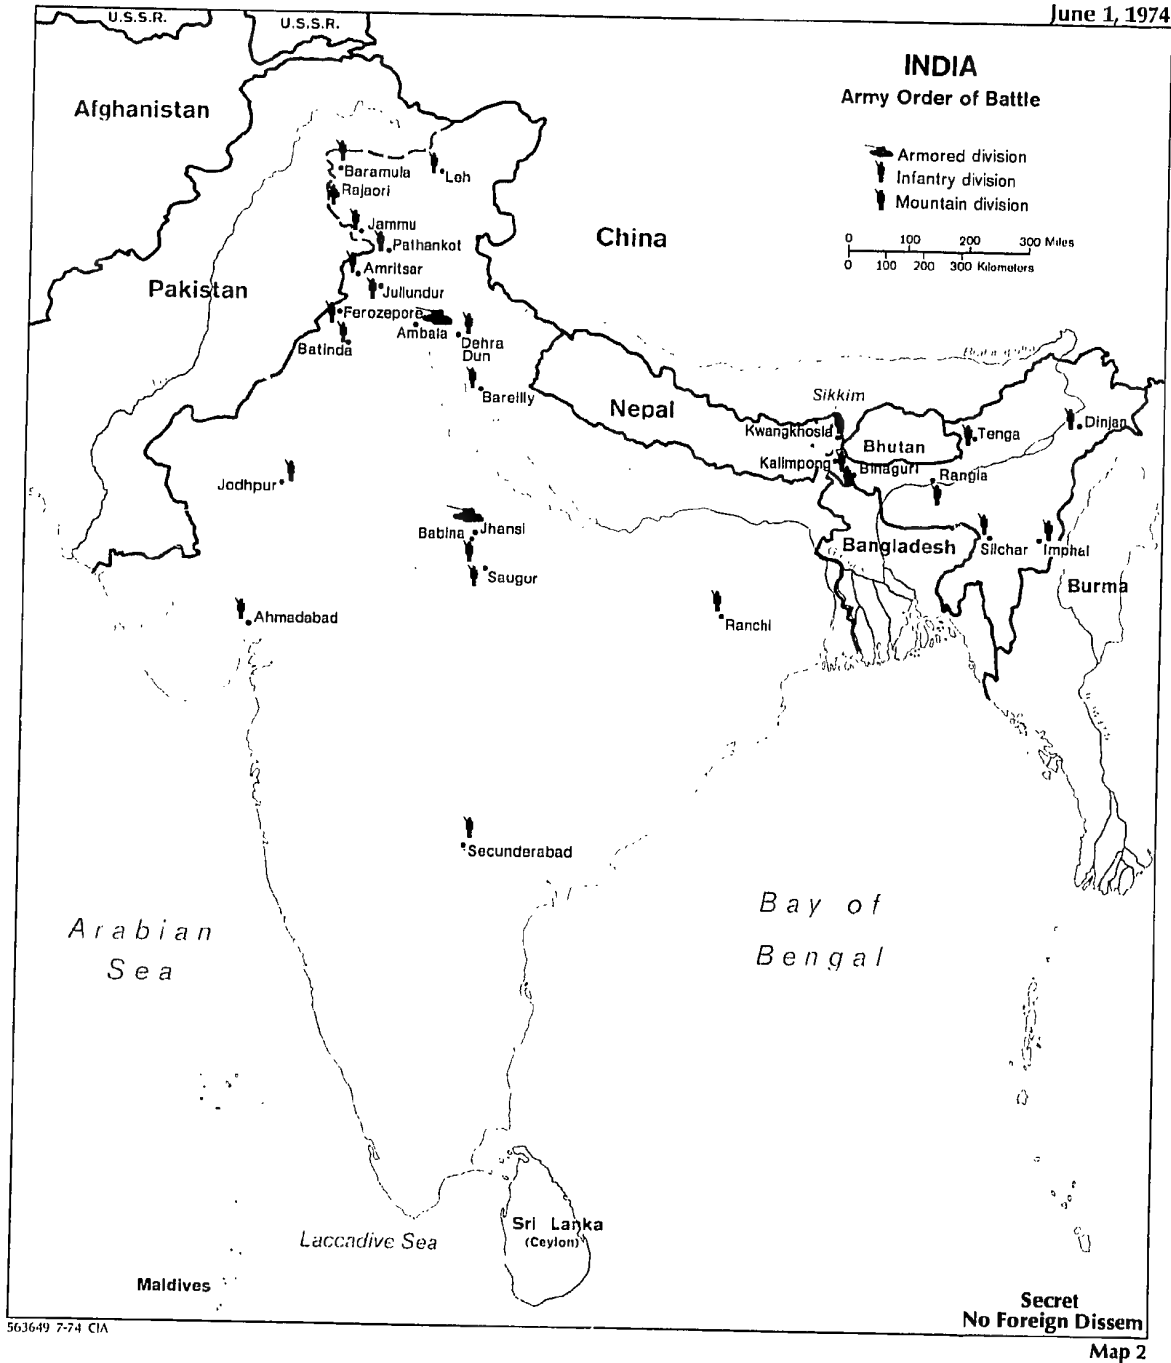 June 1, 1974
U.S.S.R.
U.S.S.R.
INDIA
Army Order of Battle
Armored division
Infantry division
Mountain division
0 100 200 300 Miles
0 100 200 300 Kilometers
Afghanistan
Baramula
Leh
Rajaori
Jammu
Pathankot
China
Amritsar
Pakistan
Jullundur
Ferozepore
Ambala
Dehra
Dun
Batinda
Bareilly
Nepal
Sikkim
Kwangkhosla
Bhutan
Tenga
Dinjan
Kalimpong
Binaguri
Rangia
Jodhpur
Babina
Jhansi
Bangladesh
Silchar
Imphal
Saugur
Burma
Ahmadabad
Ranchi
Secunderabad
Arabian
Sea
Bay of
Bengal
Sri Lanka
(Ceylon)
Laccadive Sea
Maldives
Secret
No Foreign Dissem
563649 7-74 CIA
Map 2